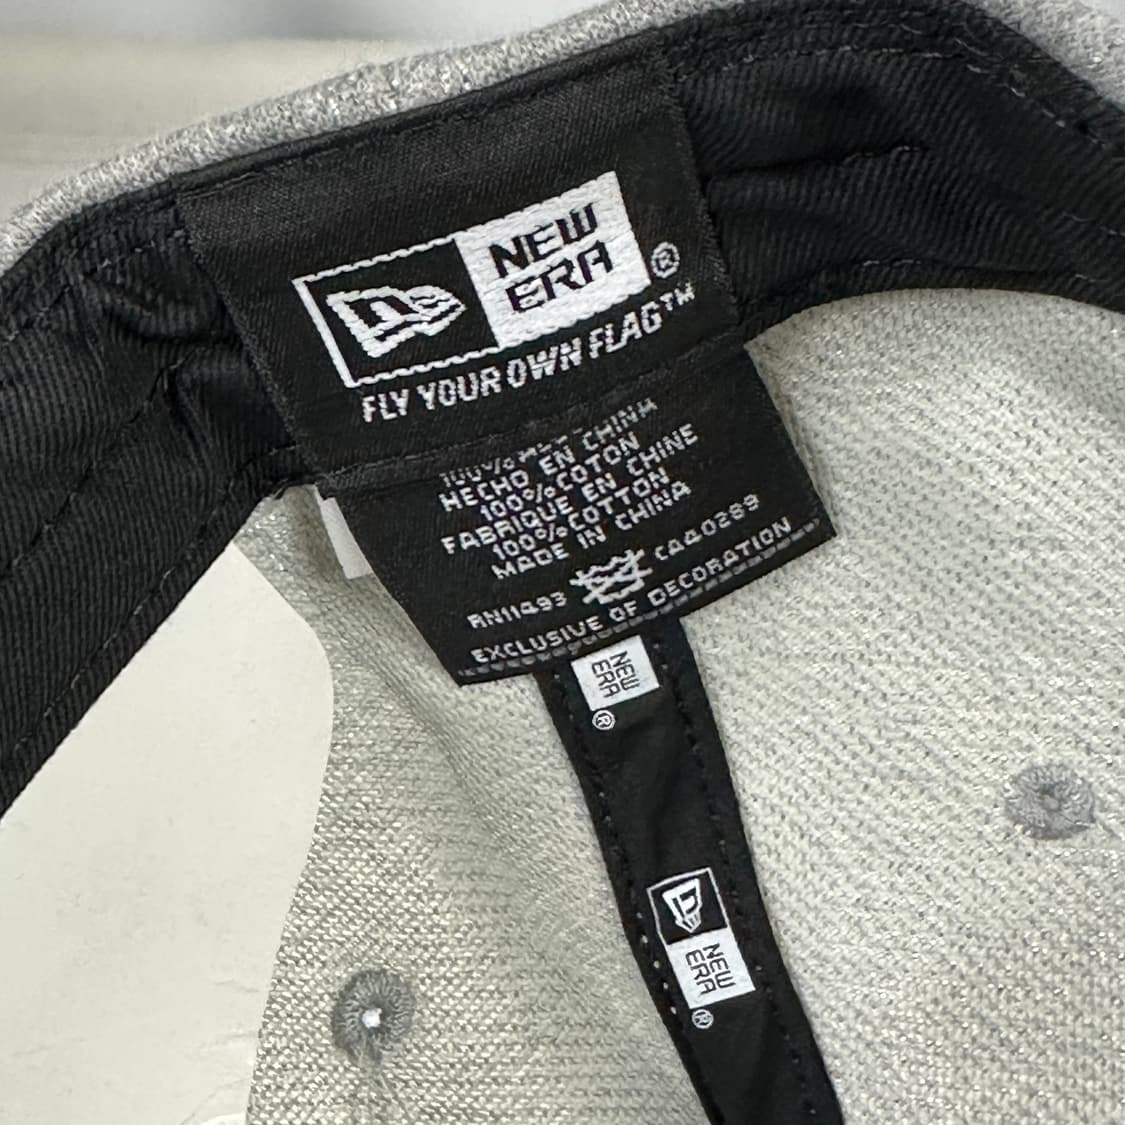 NEW
ERA
®
FLY YOUR OWN FLAG™
HECHO EN CHINA
100% COTON
FABRIQUE EN CHINE
100% COTTON
MADE IN CHINA
RN11493
CAA0289
EXCLUSIVE OF DECORATION
NEW
ERA
®
NEW
ERA
®